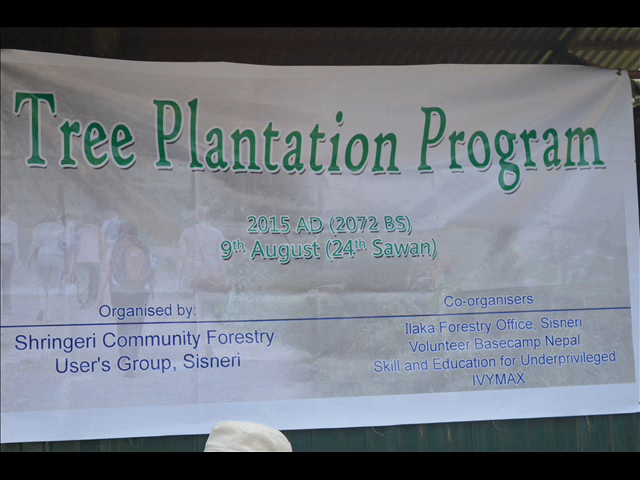 Tree Plantation Program
2015 AD (2072 BS)
9th August (24th Sawan)
Organised by:
Shringeri Community Forestry
User's Group, Sisneri
Co-organisers
Ilaka Forestry Office, Sisneri
Volunteer Basecamp Nepal
Skill and Education for Underprivileged
IVYMAX